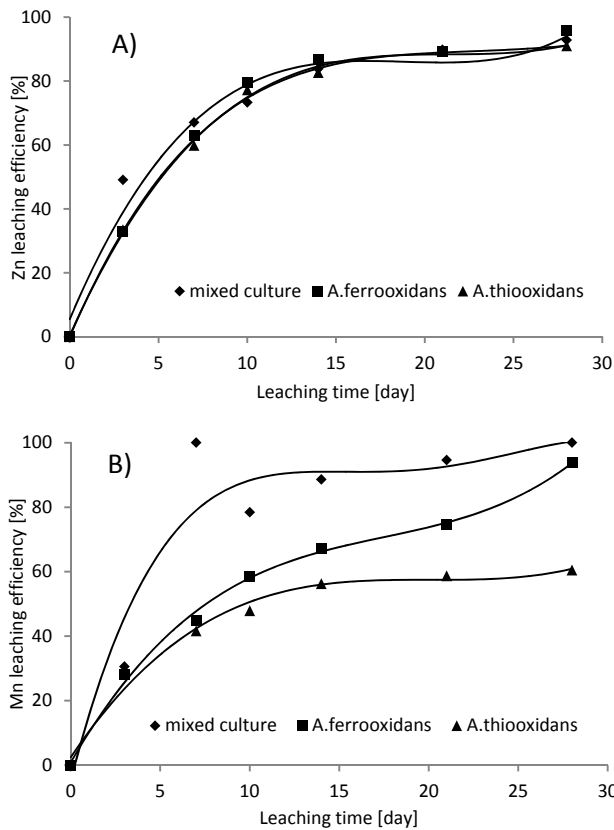 A)
100
80
60
40
20
0
Zn leaching efficiency [%]
mixed culture A.ferrooxidans A.thiooxidans
0 5 10 15 20 25 30
Leaching time [day]
B)
100
80
60
40
20
0
Mn leaching efficiency [%]
mixed culture A.ferrooxidans A.thiooxidans
0 5 10 15 20 25 30
Leaching time [day]